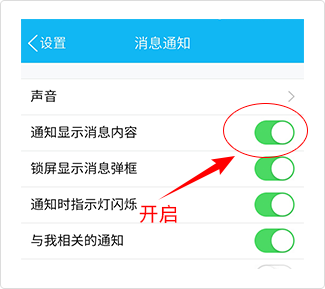 设置 消息通知
声音
通知显示消息内容
锁屏显示消息弹框
通知时指示灯闪烁
开启
与我相关的通知